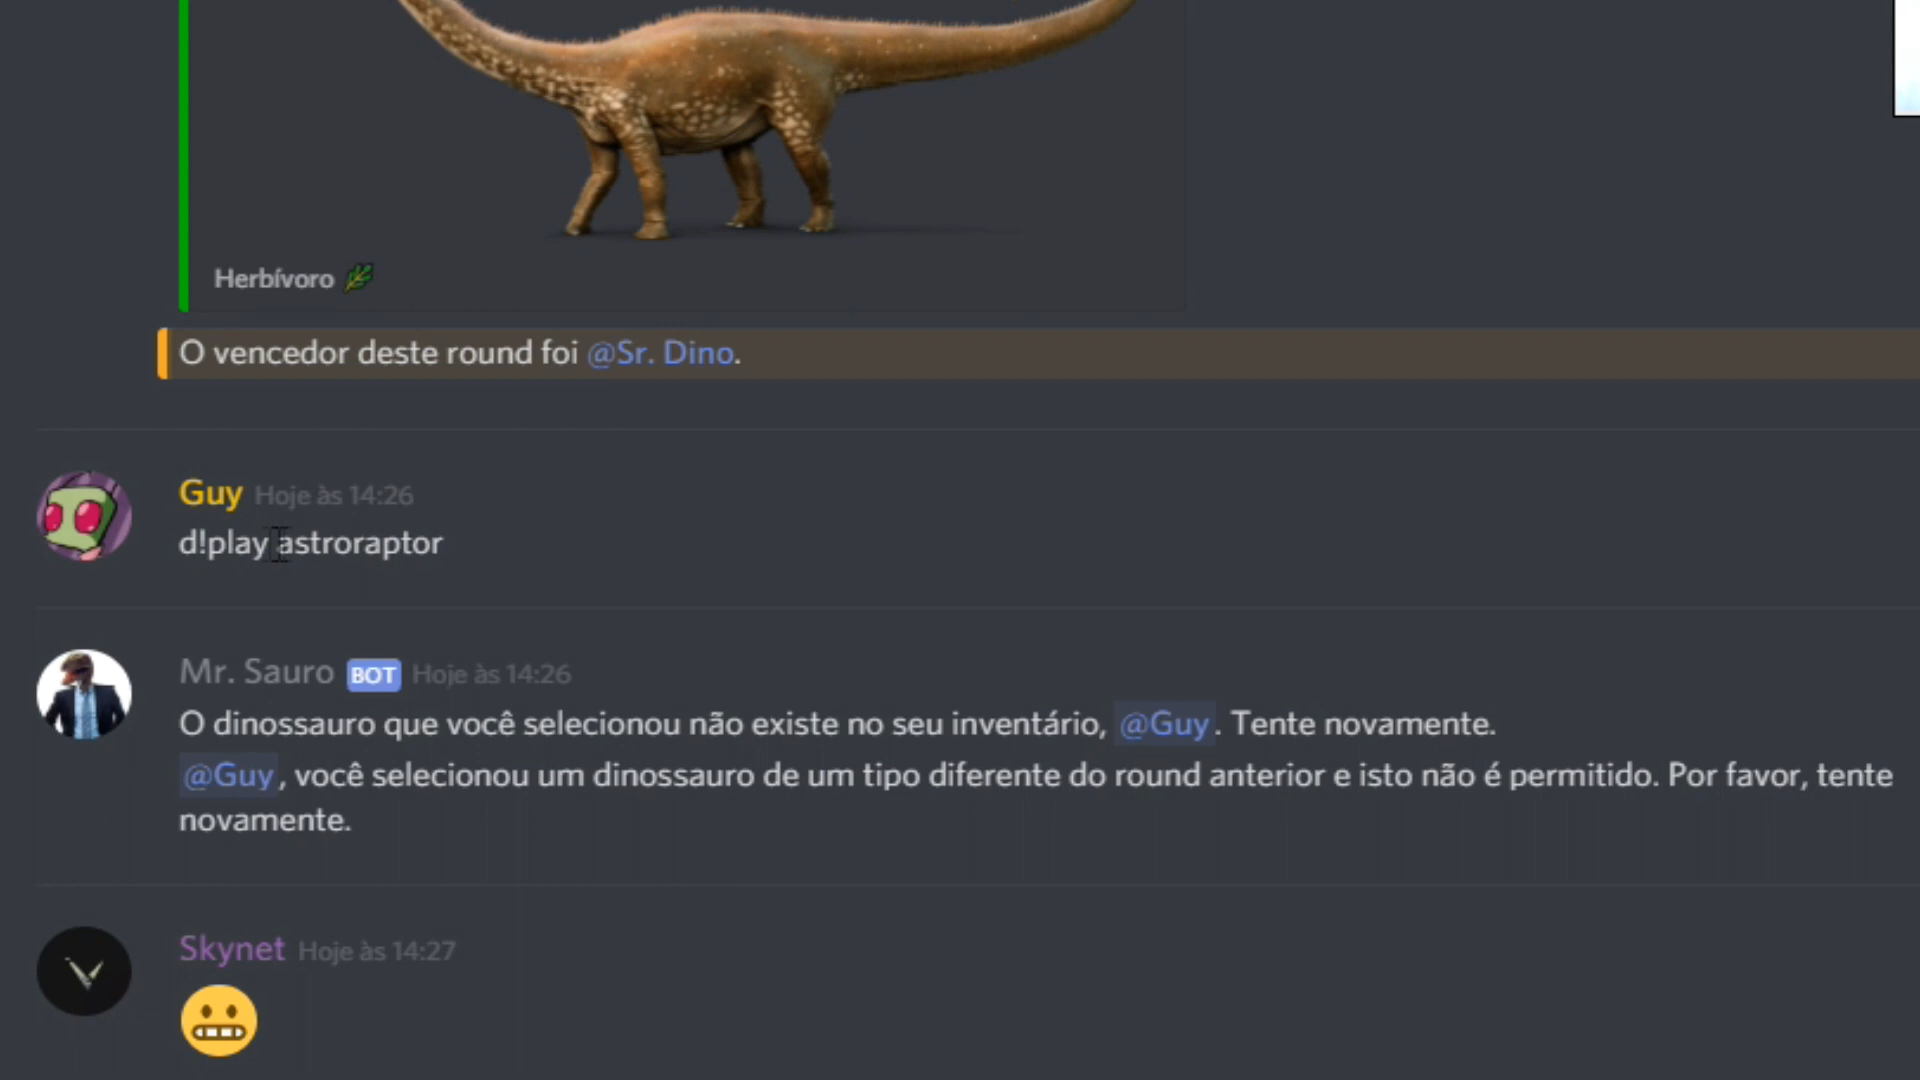 Herbívoro
O vencedor deste round foi @Sr. Dino.
Guy Hoje às 14:26
d!play astroraptor
Mr. Sauro BOT Hoje às 14:26
O dinossauro que você selecionou não existe no seu inventário, @Guy. Tente novamente.
@Guy, você selecionou um dinossauro de um tipo diferente do round anterior e isto não é permitido. Por favor, tente
novamente.
Skynet Hoje às 14:27